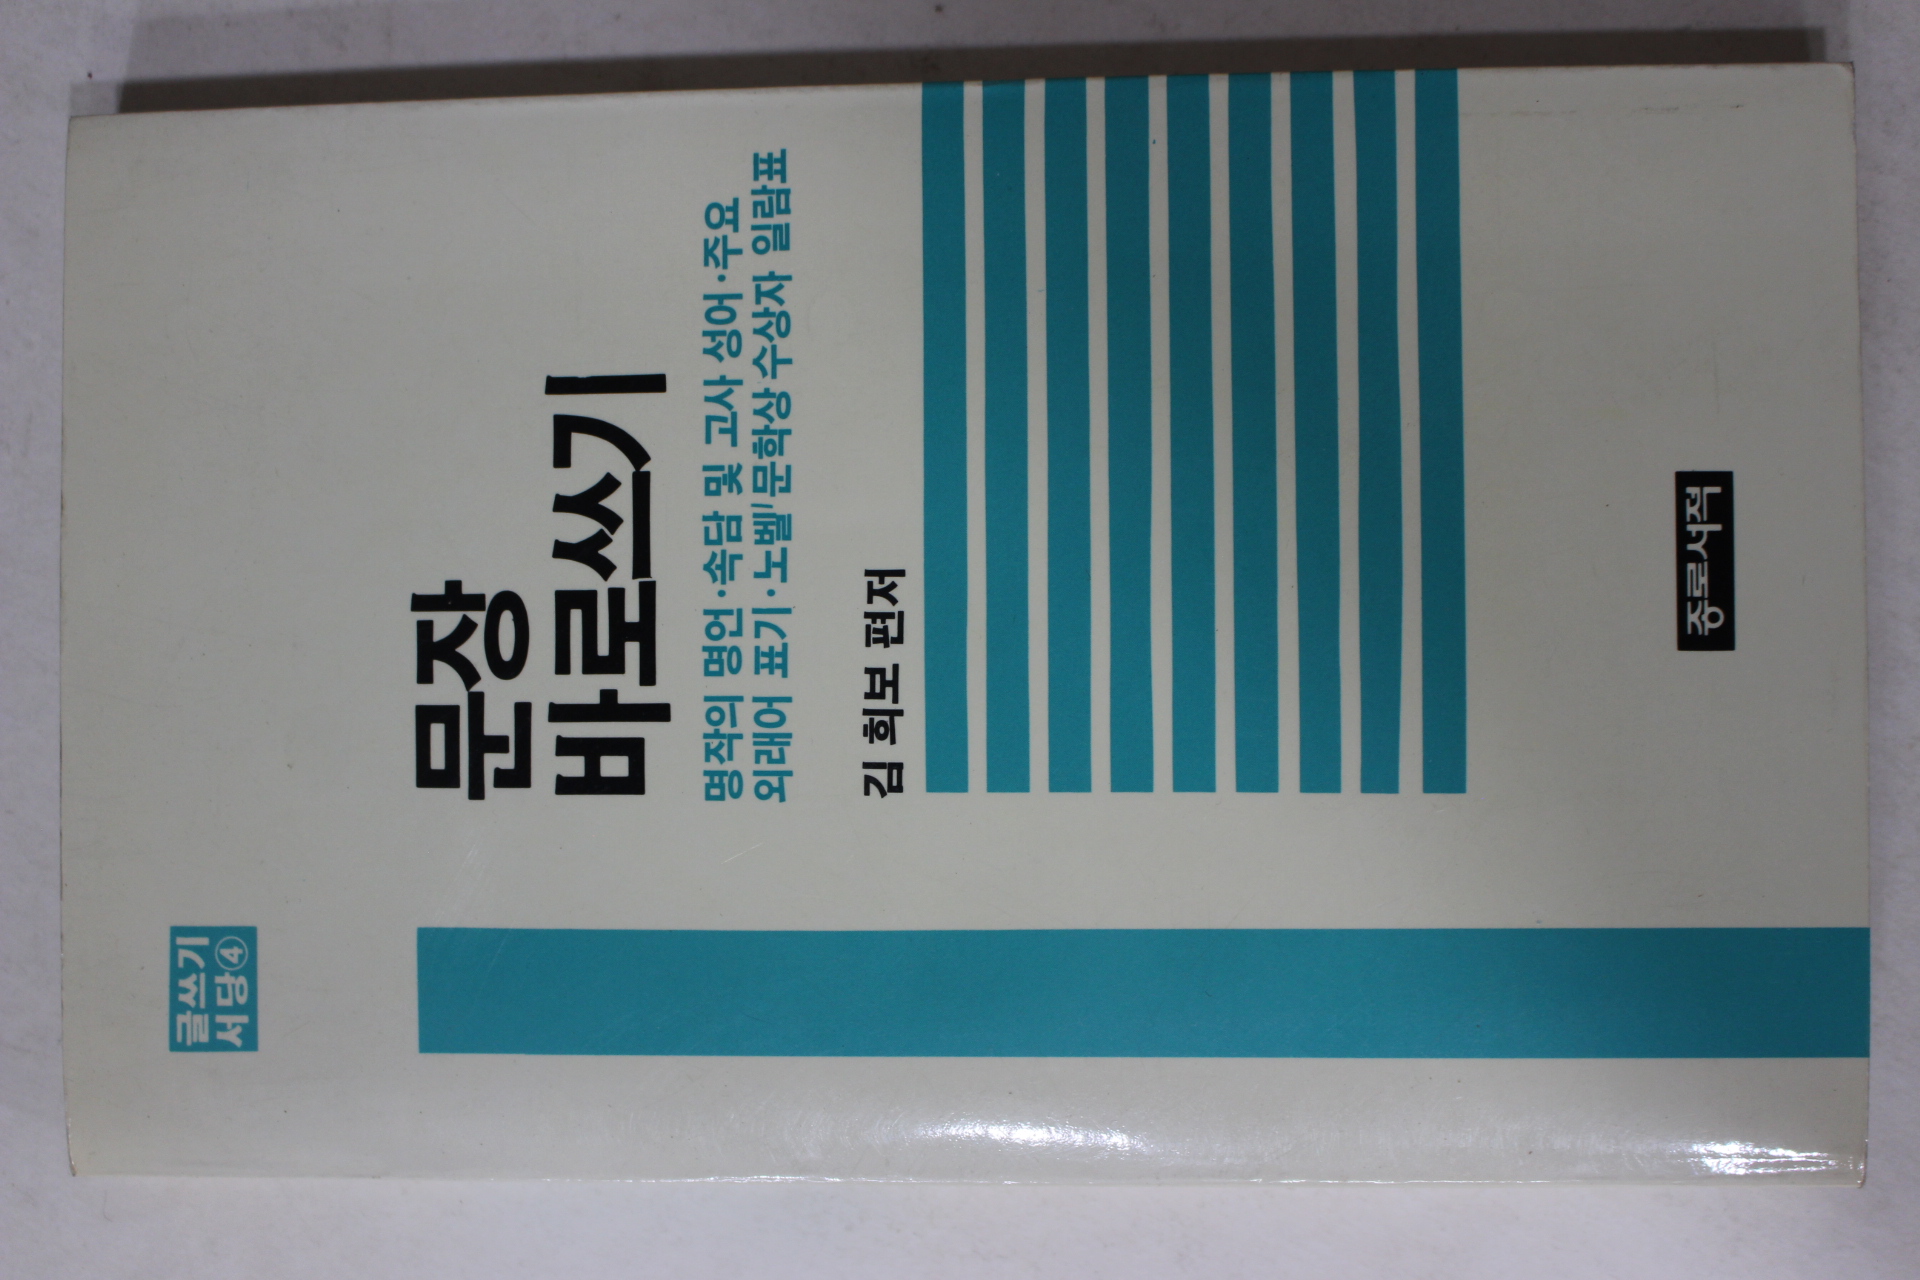 글쓰기
서당④
문장
바로쓰기
명작의 명언·속담 및 고사 성어·주요
외래어 표기·노벨/문학상 수상자 일람표
김 희보 편저
종로서적